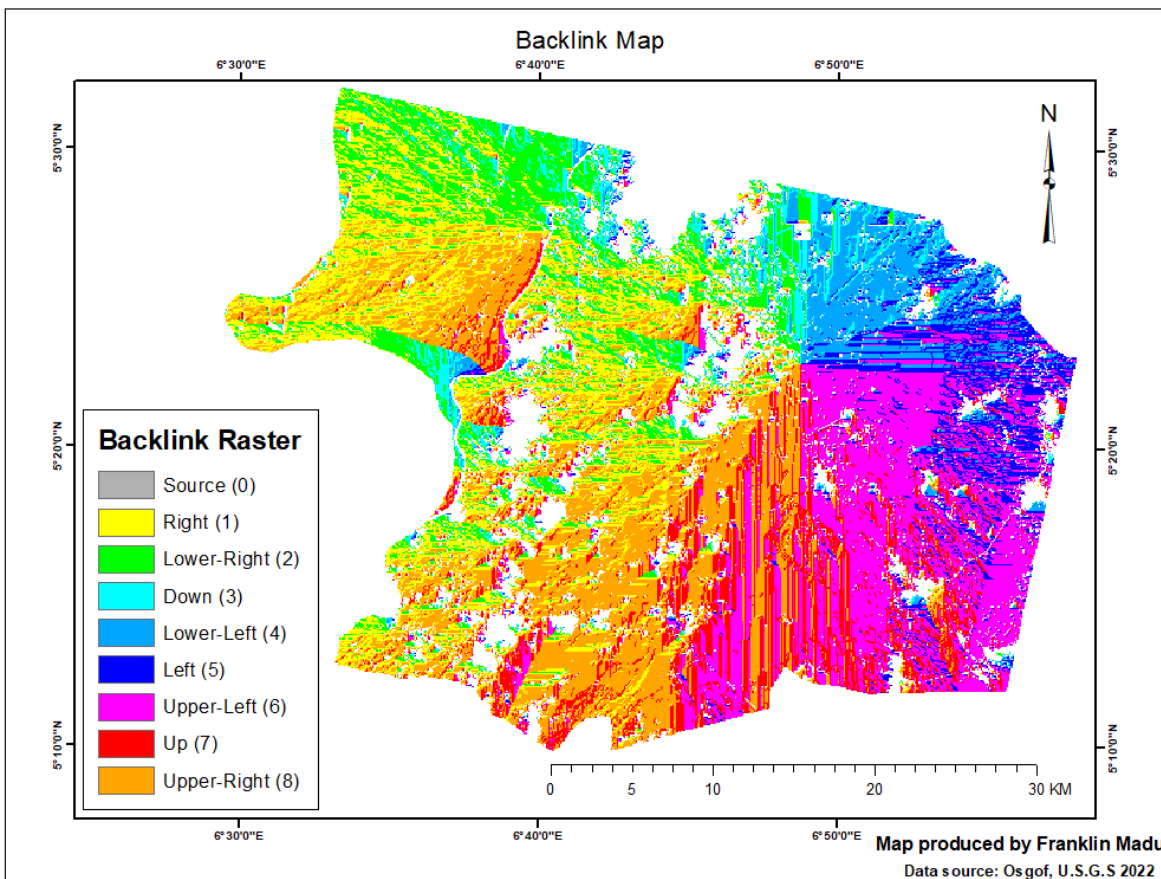 Backlink Map
6°30'0"E
6°40'0"E
6°50'0"E
5°30'0"N
5°30'0"N
N
5°20'0"N
5°20'0"N
Backlink Raster
Source (0)
Right (1)
Lower-Right (2)
Down (3)
Lower-Left (4)
Left (5)
Upper-Left (6)
Up (7)
Upper-Right (8)
5°10'0"N
5°10'0"N
0 5 10 20 30 KM
6°30'0"E
6°40'0"E
6°50'0"E
Map produced by Franklin Madu
Data source: Osgof, U.S.G.S 2022